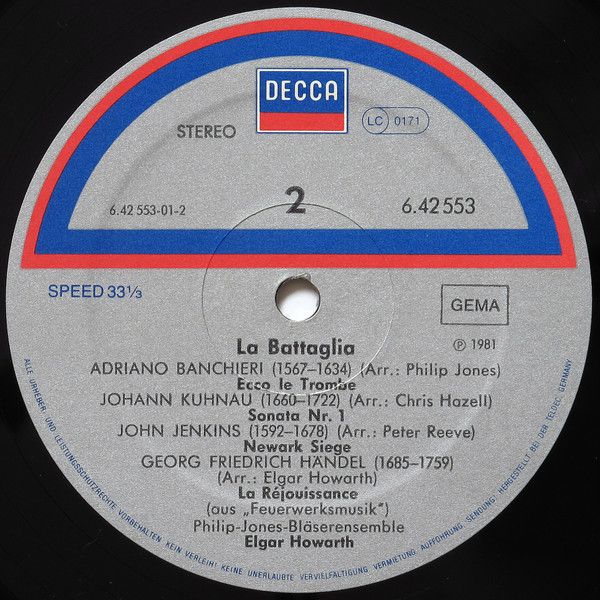 DECCA
STEREO
LC 0171
2
6.42 553-01-2
6.42 553
SPEED 33⅓
GEMA
La Battaglia
℗ 1981
ADRIANO BANCHIERI (1567–1634) (Arr.: Philip Jones)
Ecco le Trombe
JOHANN KUHNAU (1660–1722) (Arr.: Chris Hazell)
Sonata Nr. 1
JOHN JENKINS (1592–1678) (Arr.: Peter Reeve)
Newark Siege
GEORG FRIEDRICH HÄNDEL (1685–1759)
(Arr.: Elgar Howarth)
La Réjouissance
(aus „Feuerwerksmusik")
Philip-Jones-Bläserensemble
Elgar Howarth
ALLE URHEBER- UND LEISTUNGSSCHUTZRECHTE VORBEHALTEN · KEIN VERLEIH! KEINE UNERLAUBTE VERVIELFÄLTIGUNG, VERMIETUNG, AUFFÜHRUNG, SENDUNG! HERGESTELLT BEI DER TELDEC, GERMANY